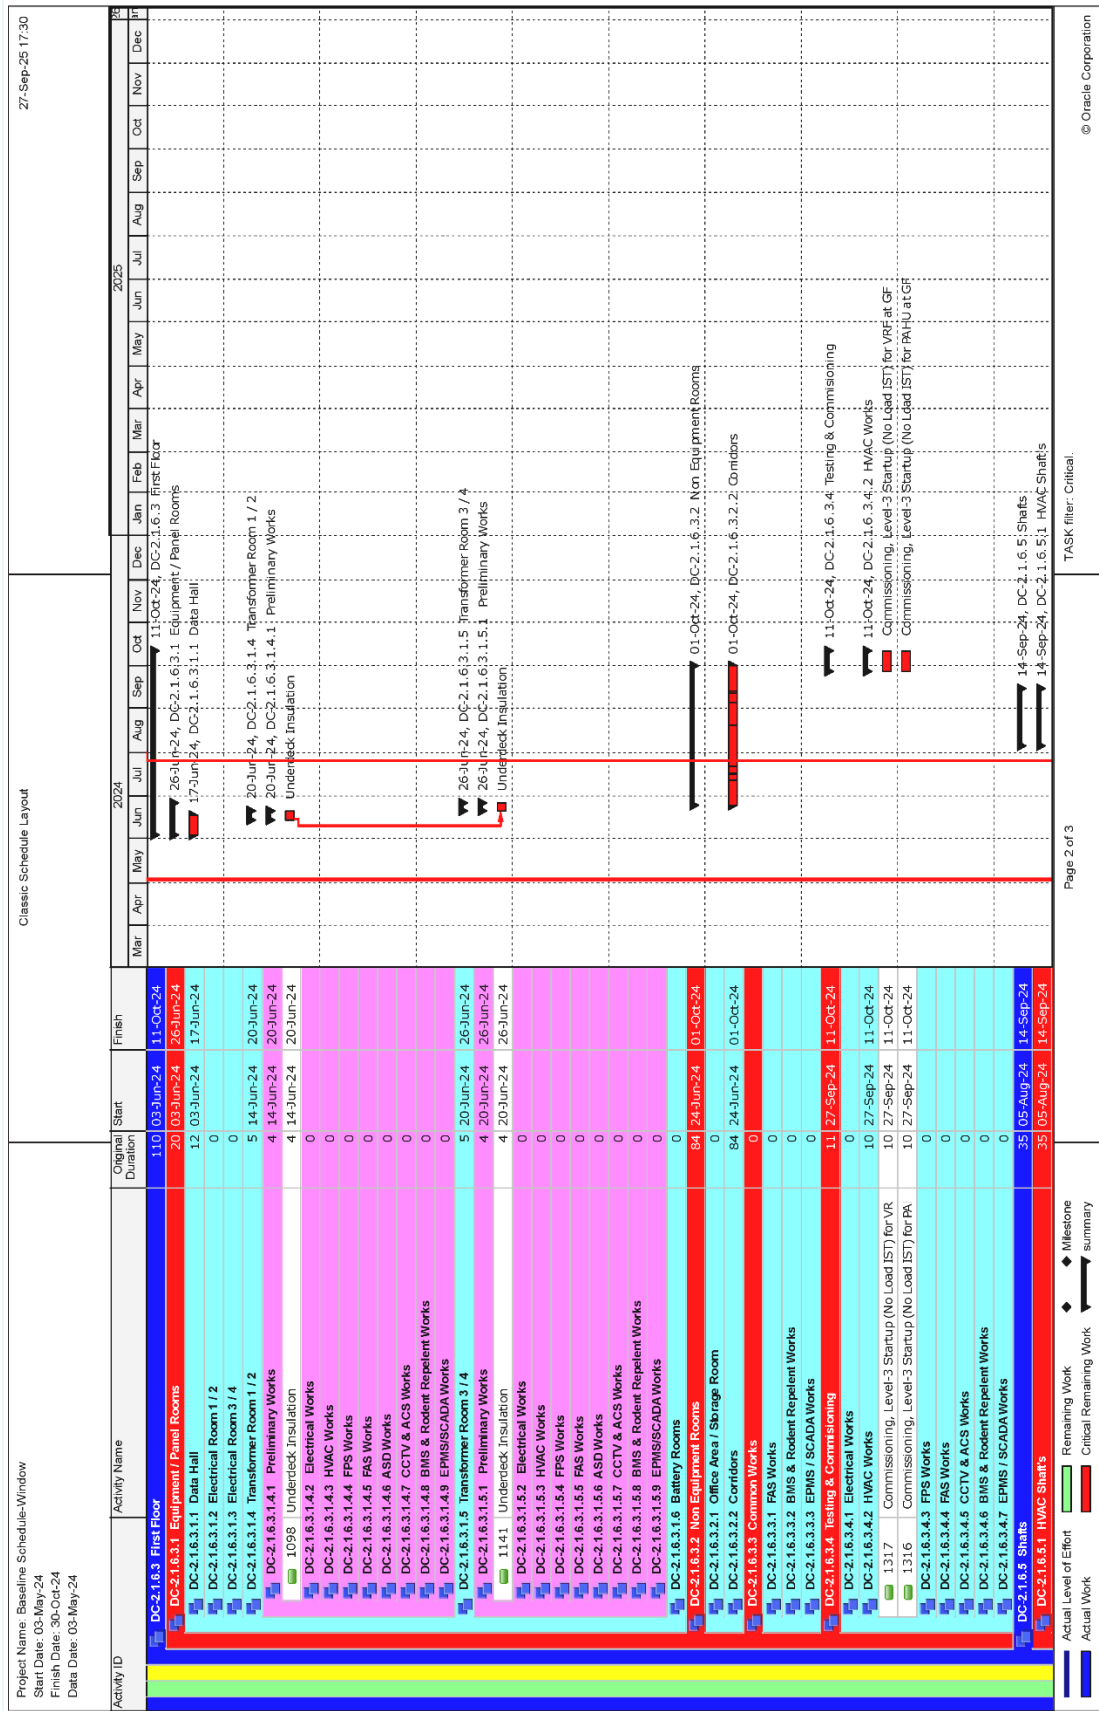 Project Name: Baseline Schedule-Window
Start Date: 03-May-24
Finish Date: 30-Oct-24
Data Date: 03-May-24
Classic Schedule Layout
27-Sep-25 17:30
Activity ID Activity Name Original Duration Start Finish
2024 2025 26
Mar Apr May Jun Jul Aug Sep Oct Nov Dec Jan Feb Mar Apr May Jun Jul Aug Sep Oct Nov Dec
DC-2.1.6.3 First Floor 110 03-Jun-24 11-Oct-24
DC-2.1.6.3.1 Equipment / Panel Rooms 20 03-Jun-24 26-Jun-24
DC-2.1.6.3.1.1 Data Hall 12 03-Jun-24 17-Jun-24
DC-2.1.6.3.1.2 Electrical Room 1 / 2 0
DC-2.1.6.3.1.3 Electrical Room 3 / 4 0
DC-2.1.6.3.1.4 Transformer Room 1 / 2 5 14-Jun-24 20-Jun-24
DC-2.1.6.3.1.4.1 Preliminary Works 4 14-Jun-24 20-Jun-24
1098 Underdeck Insulation 4 14-Jun-24 20-Jun-24
DC-2.1.6.3.1.4.2 Electrical Works 0
DC-2.1.6.3.1.4.3 HVAC Works 0
DC-2.1.6.3.1.4.4 FPS Works 0
DC-2.1.6.3.1.4.5 FAS Works 0
DC-2.1.6.3.1.4.6 ASD Works 0
DC-2.1.6.3.1.4.7 CCTV & ACS Works 0
DC-2.1.6.3.1.4.8 BMS & Rodent Repelent Works 0
DC-2.1.6.3.1.4.9 EPMS/SCADA Works 0
DC-2.1.6.3.1.5 Transformer Room 3 / 4 5 20-Jun-24 26-Jun-24
DC-2.1.6.3.1.5.1 Preliminary Works 4 20-Jun-24 26-Jun-24
1141 Underdeck Insulation 4 20-Jun-24 26-Jun-24
DC-2.1.6.3.1.5.2 Electrical Works 0
DC-2.1.6.3.1.5.3 HVAC Works 0
DC-2.1.6.3.1.5.4 FPS Works 0
DC-2.1.6.3.1.5.5 FAS Works 0
DC-2.1.6.3.1.5.6 ASD Works 0
DC-2.1.6.3.1.5.7 CCTV & ACS Works 0
DC-2.1.6.3.1.5.8 BMS & Rodent Repelent Works 0
DC-2.1.6.3.1.5.9 EPMS/SCADA Works 0
DC-2.1.6.3.1.6 Battery Rooms 0
DC-2.1.6.3.2 Non Equipment Rooms 84 24-Jun-24 01-Oct-24
DC-2.1.6.3.2.1 Office Area / Storage Room 0
DC-2.1.6.3.2.2 Corridors 84 24-Jun-24 01-Oct-24
DC-2.1.6.3.3 Common Works 0
DC-2.1.6.3.3.1 FAS Works 0
DC-2.1.6.3.3.2 BMS & Rodent Repelent Works 0
DC-2.1.6.3.3.3 EPMS / SCADA Works 0
DC-2.1.6.3.4 Testing & Commisioning 11 27-Sep-24 11-Oct-24
DC-2.1.6.3.4.1 Electrical Works 0
DC-2.1.6.3.4.2 HVAC Works 10 27-Sep-24 11-Oct-24
1317 Commissioning, Level-3 Startup (No Load IST) for VR 10 27-Sep-24 11-Oct-24
1316 Commissioning, Level-3 Startup (No Load IST) for PA 10 27-Sep-24 11-Oct-24
DC-2.1.6.3.4.3 FPS Works 0
DC-2.1.6.3.4.4 FAS Works 0
DC-2.1.6.3.4.5 CCTV & ACS Works 0
DC-2.1.6.3.4.6 BMS & Rodent Repelent Works 0
DC-2.1.6.3.4.7 EPMS / SCADA Works 0
DC-2.1.6.5 Shafts 35 05-Aug-24 14-Sep-24
DC-2.1.6.5.1 HVAC Shaft's 35 05-Aug-24 14-Sep-24
11-Oct-24, DC-2.1.6.3 First Floor
26-Jun-24, DC-2.1.6.3.1 Equipment / Panel Rooms
17-Jun-24, DC-2.1.6.3.1.1 Data Hall
20-Jun-24, DC-2.1.6.3.1.4 Transformer Room 1 / 2
20-Jun-24, DC-2.1.6.3.1.4.1 Preliminary Works
Underdeck Insulation
26-Jun-24, DC-2.1.6.3.1.5 Transformer Room 3 / 4
26-Jun-24, DC-2.1.6.3.1.5.1 Preliminary Works
Underdeck Insulation
01-Oct-24, DC-2.1.6.3.2 Non Equipment Rooms
01-Oct-24, DC-2.1.6.3.2.2 Corridors
11-Oct-24, DC-2.1.6.3.4 Testing & Commisioning
11-Oct-24, DC-2.1.6.3.4.2 HVAC Works
Commissioning, Level-3 Startup (No Load IST) for VRF at GF
Commissioning, Level-3 Startup (No Load IST) for PAHU at GF
14-Sep-24, DC-2.1.6.5 Shafts
14-Sep-24, DC-2.1.6.5.1 HVAC Shaft's
Actual Level of Effort
Actual Work
Remaining Work
Critical Remaining Work
Milestone
summary
Page 2 of 3
TASK filter: Critical.
© Oracle Corporation